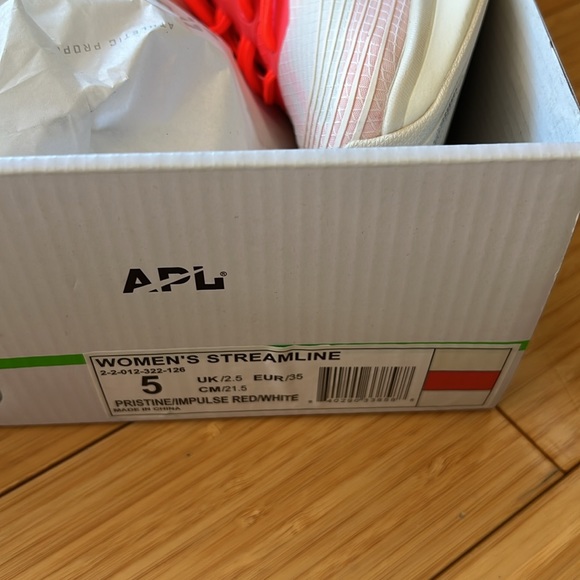 APL®
WOMEN'S STREAMLINE
2-2-012-322-126
5 UK/2.5 EUR/35
CM/21.5
PRISTINE/IMPULSE RED/WHITE
MADE IN CHINA